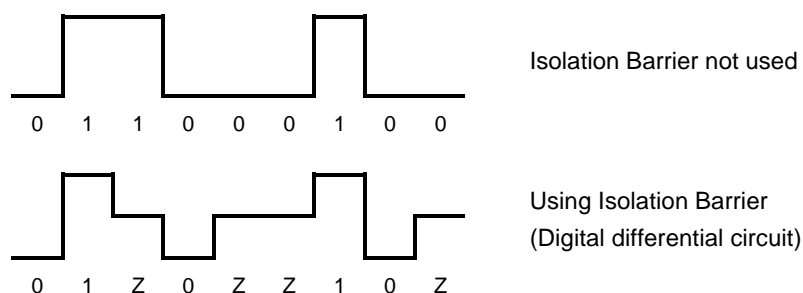 Isolation Barrier not used
0 1 1 0 0 0 1 0 0
Using Isolation Barrier
(Digital differential circuit)
0 1 Z 0 Z Z 1 0 Z